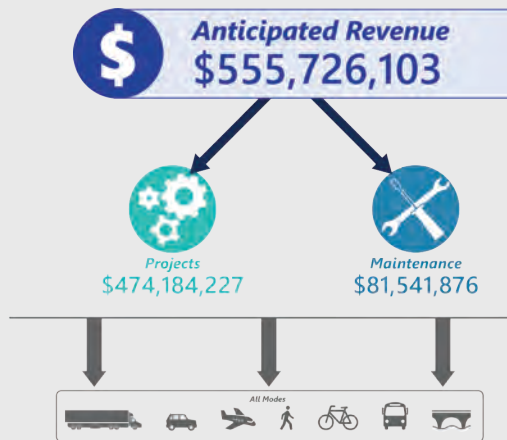 $
Anticipated Revenue
$555,726,103
Projects
$474,184,227
Maintenance
$81,541,876
All Modes